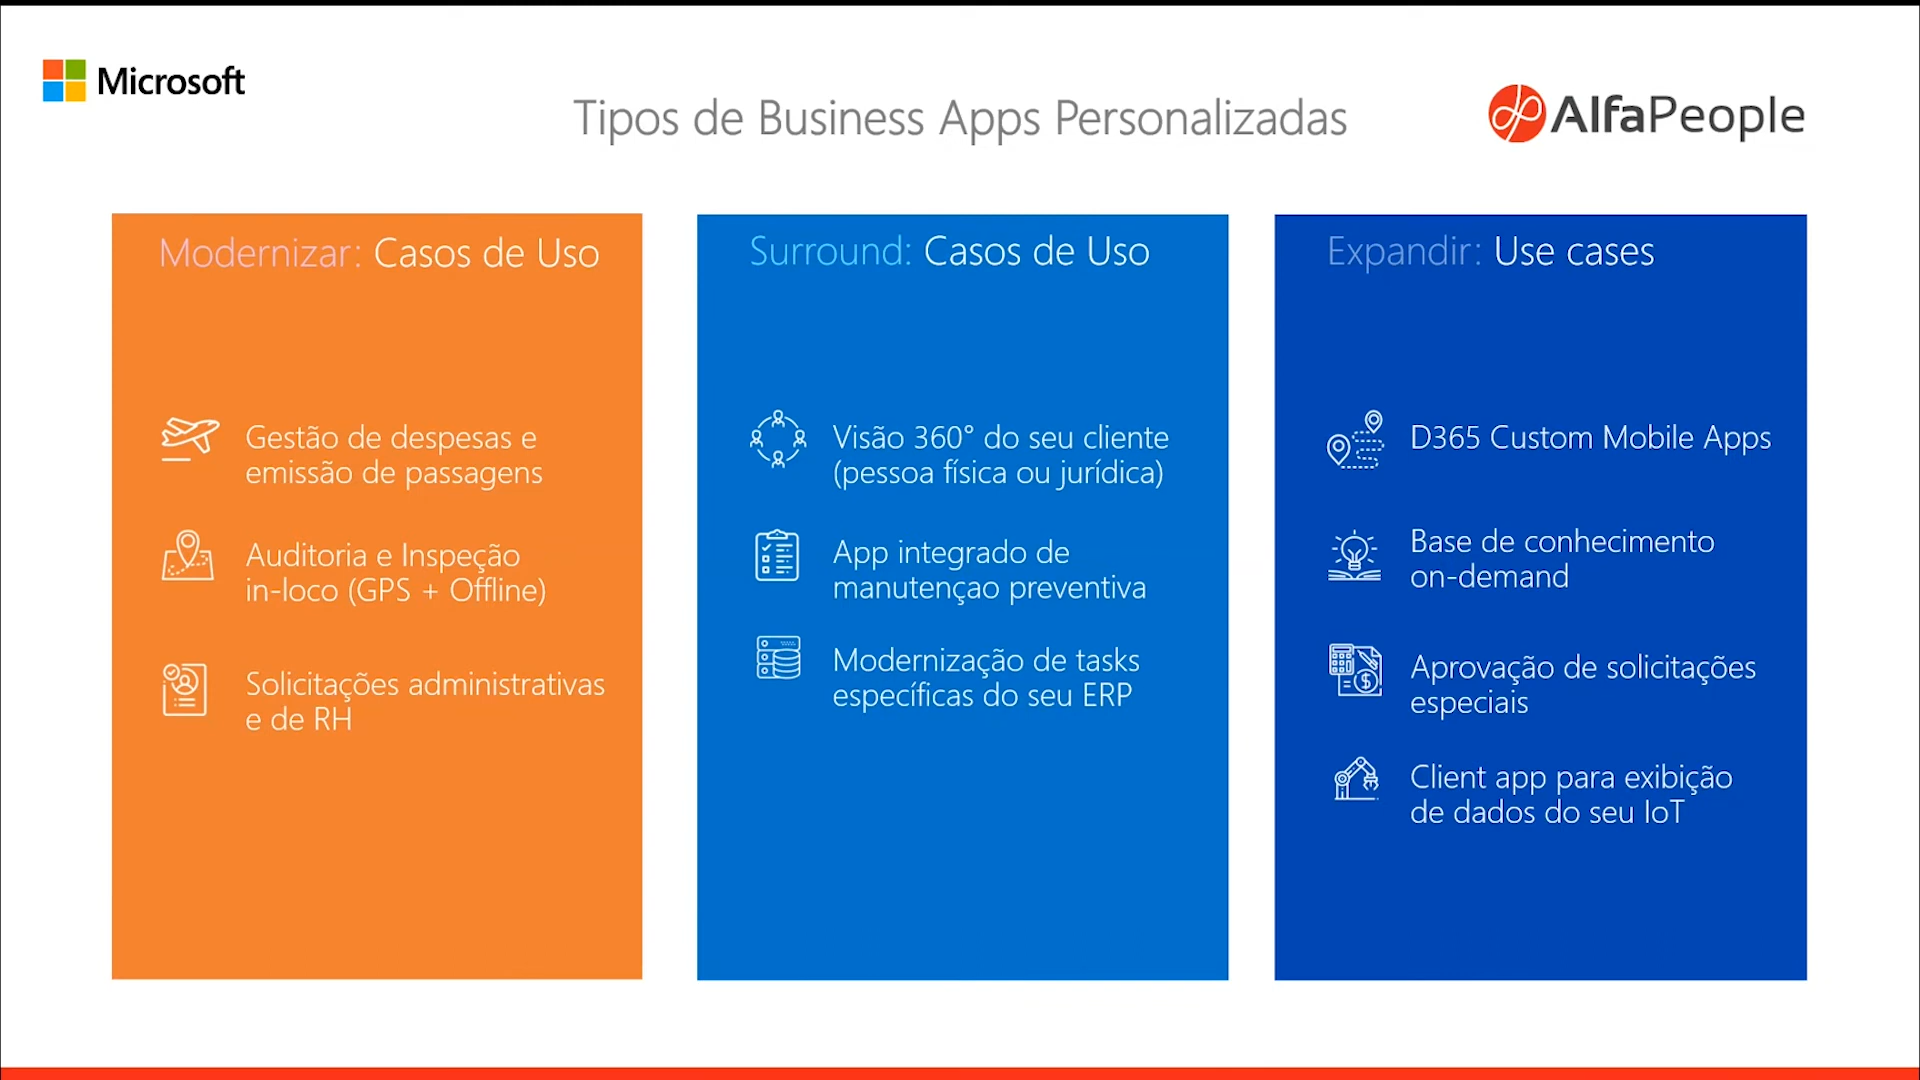 Microsoft
Tipos de Business Apps Personalizadas
AlfaPeople
Modernizar: Casos de Uso
Gestão de despesas e
emissão de passagens
Auditoria e Inspeção
in-loco (GPS + Offline)
Solicitações administrativas
e de RH
Surround: Casos de Uso
Visão 360° do seu cliente
(pessoa física ou jurídica)
App integrado de
manutençao preventiva
Modernização de tasks
específicas do seu ERP
Expandir: Use cases
D365 Custom Mobile Apps
Base de conhecimento
on-demand
Aprovação de solicitações
especiais
Client app para exibição
de dados do seu IoT